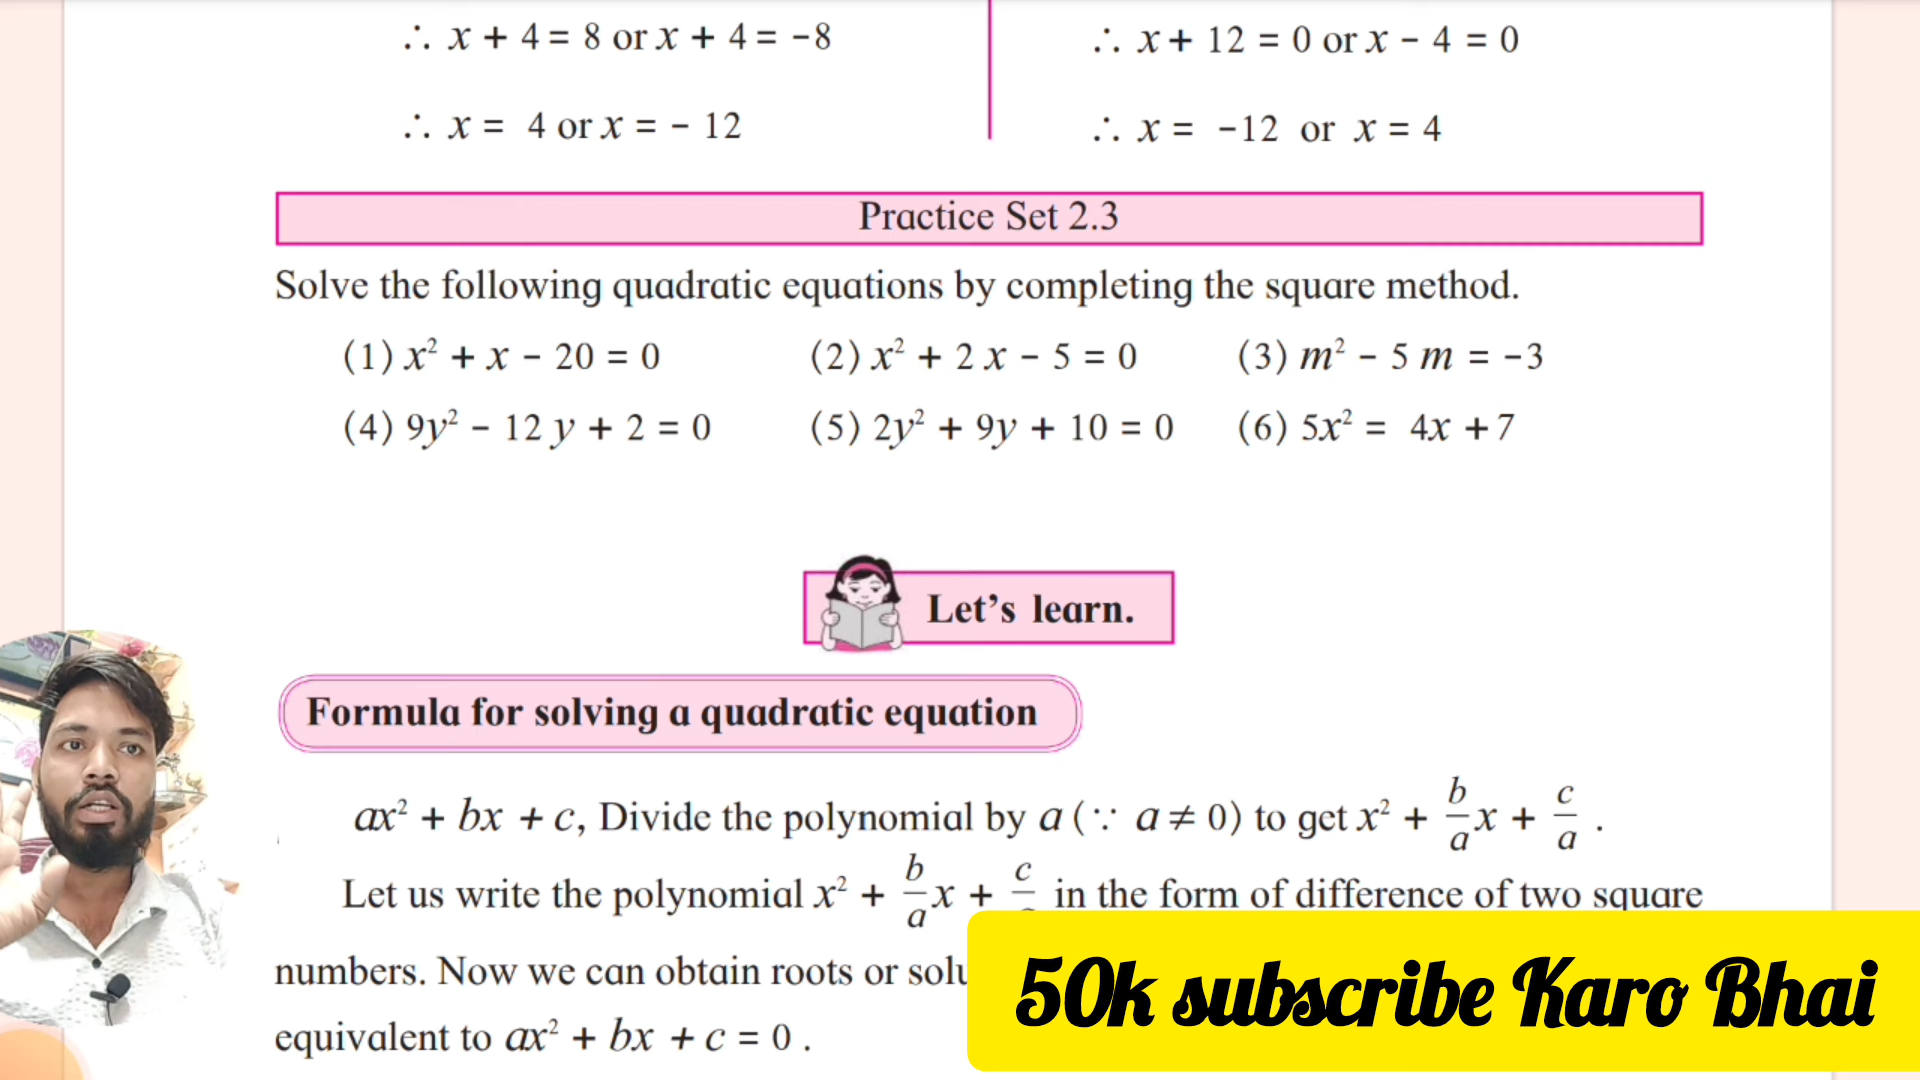 ∴ x + 4 = 8 or x + 4 = −8
∴ x = 4 or x = − 12
∴ x + 12 = 0 or x − 4 = 0
∴ x = −12 or x = 4
Practice Set 2.3
Solve the following quadratic equations by completing the square method.
(1) x² + x − 20 = 0 (2) x² + 2 x − 5 = 0 (3) m² − 5 m = −3
(4) 9y² − 12 y + 2 = 0 (5) 2y² + 9y + 10 = 0 (6) 5x² = 4x +7
Let’s learn.
Formula for solving a quadratic equation
ax² + bx + c, Divide the polynomial by a (∵ a ≠ 0) to get x² + b/a x + c/a .
Let us write the polynomial x² + b/a x + c in the form of difference of two square
numbers. Now we can obtain roots or
equivalent to ax² + bx + c = 0 .
50k subscribe Karo Bhai